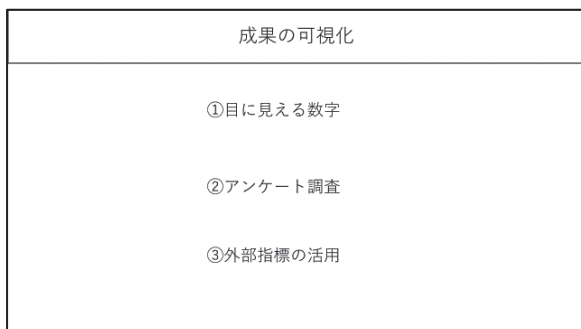 成果の可視化
①目に見える数字
②アンケート調査
③外部指標の活用